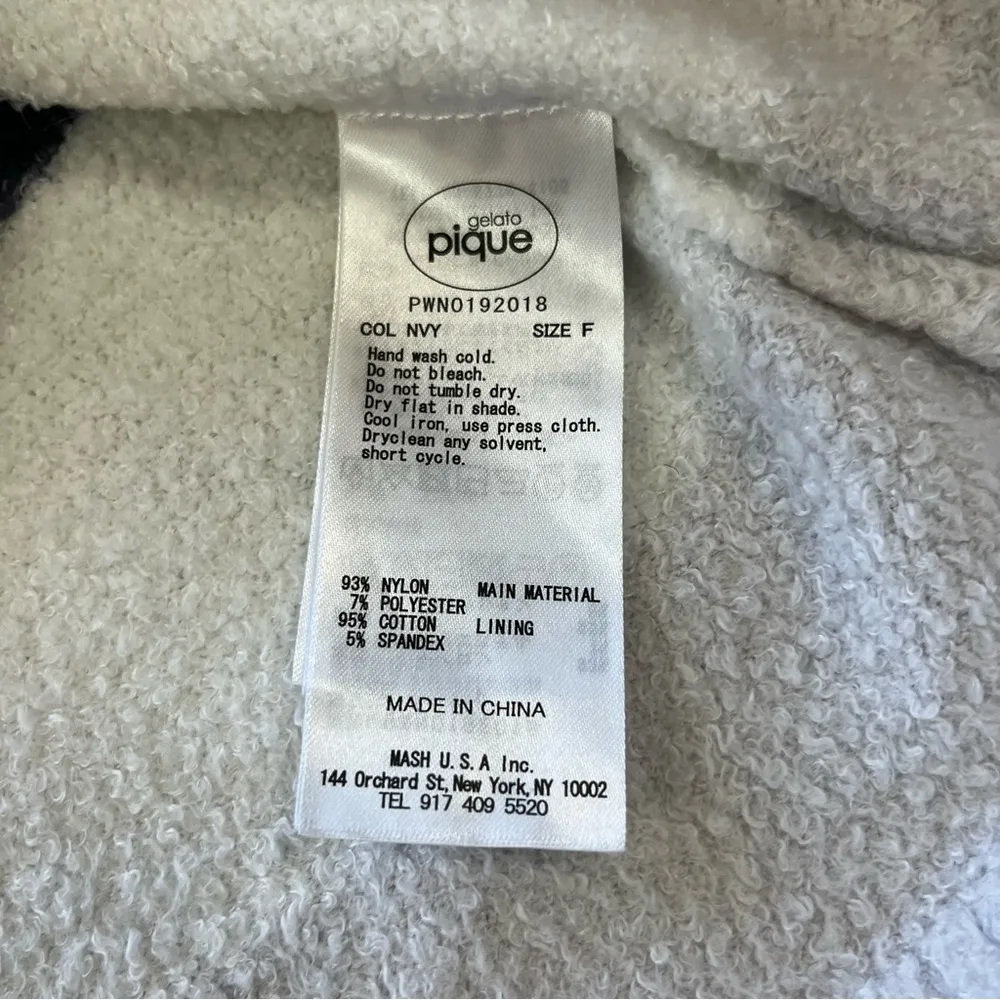 gelato
pique
PWNO192018
COL NVY SIZE F
Hand wash cold.
Do not bleach.
Do not tumble dry.
Dry flat in shade.
Cool iron, use press cloth.
Dryclean any solvent,
short cycle.
93% NYLON MAIN MATERIAL
7% POLYESTER
95% COTTON LINING
5% SPANDEX
MADE IN CHINA
MASH U.S.A Inc.
144 Orchard St, New York, NY 10002
TEL 917 409 5520